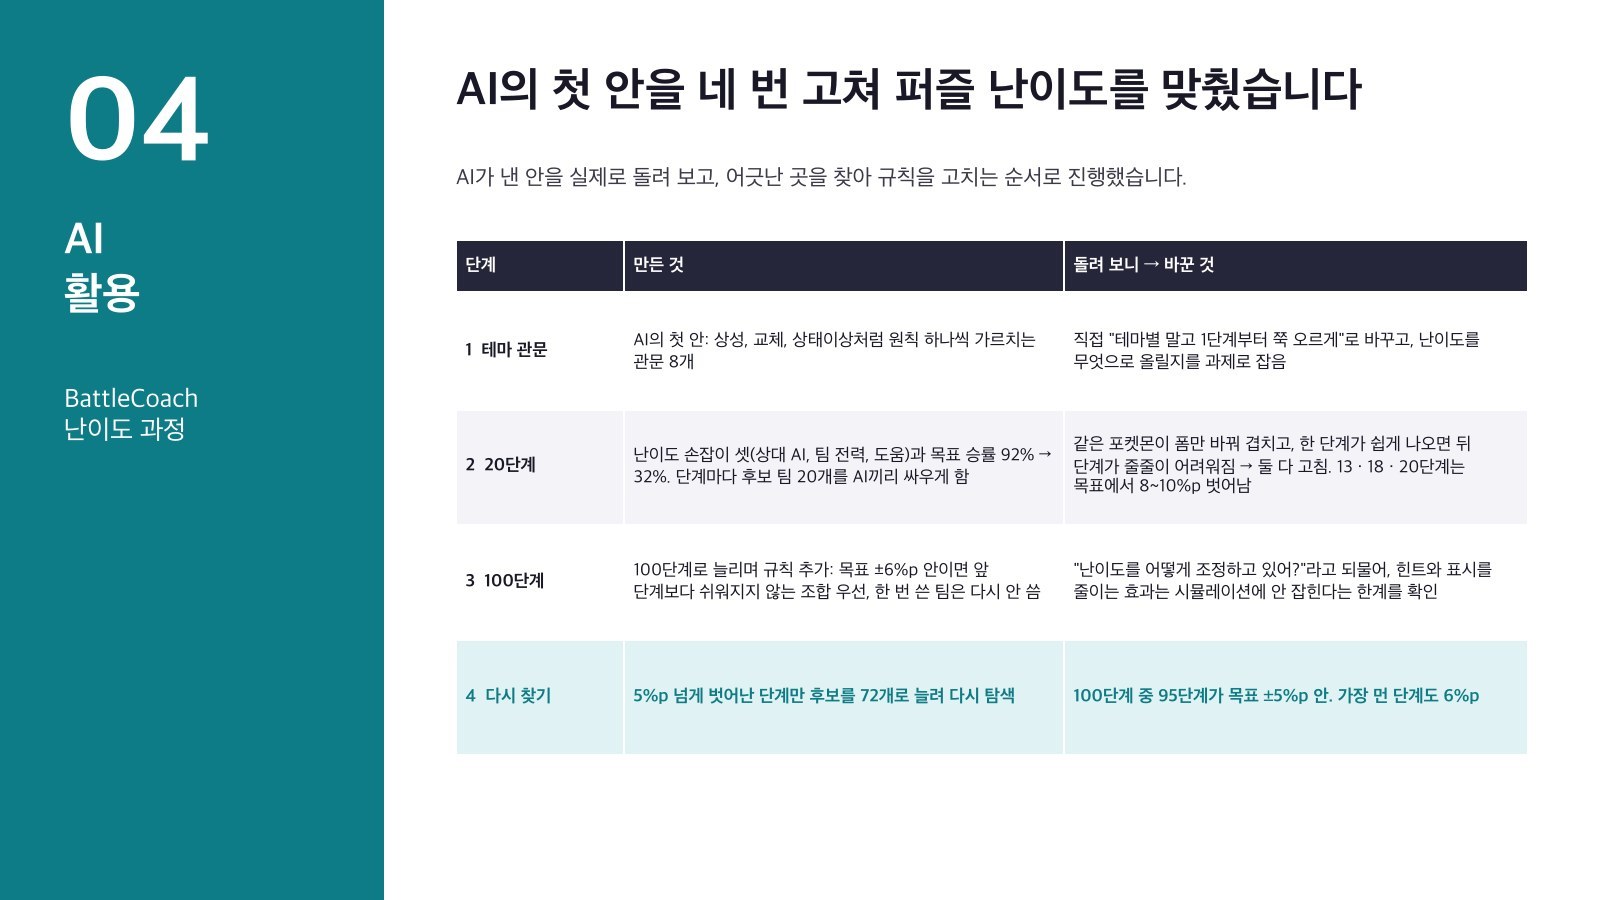 04
AI
활용
BattleCoach
난이도 과정
AI의 첫 안을 네 번 고쳐 퍼즐 난이도를 맞췄습니다
AI가 낸 안을 실제로 돌려 보고, 어긋난 곳을 찾아 규칙을 고치는 순서로 진행했습니다.
단계
만든 것
돌려 보니 → 바꾼 것
1 테마 관문
AI의 첫 안: 상성, 교체, 상태이상처럼 원칙 하나씩 가르치는
관문 8개
직접 "테마별 말고 1단계부터 쭉 오르게"로 바꾸고, 난이도를
무엇으로 올릴지를 과제로 잡음
2 20단계
난이도 손잡이 셋(상대 AI, 팀 전력, 도움)과 목표 승률 92% →
32%. 단계마다 후보 팀 20개를 AI끼리 싸우게 함
같은 포켓몬이 폼만 바꿔 겹치고, 한 단계가 쉽게 나오면 뒤
단계가 줄줄이 어려워짐 → 둘 다 고침. 13 · 18 · 20단계는
목표에서 8~10%p 벗어남
3 100단계
100단계로 늘리며 규칙 추가: 목표 ±6%p 안이면 앞
단계보다 쉬워지지 않는 조합 우선, 한 번 쓴 팀은 다시 안 씀
"난이도를 어떻게 조정하고 있어?"라고 되물어, 힌트와 표시를
줄이는 효과는 시뮬레이션에 안 잡힌다는 한계를 확인
4 다시 찾기
5%p 넘게 벗어난 단계만 후보를 72개로 늘려 다시 탐색
100단계 중 95단계가 목표 ±5%p 안. 가장 먼 단계도 6%p